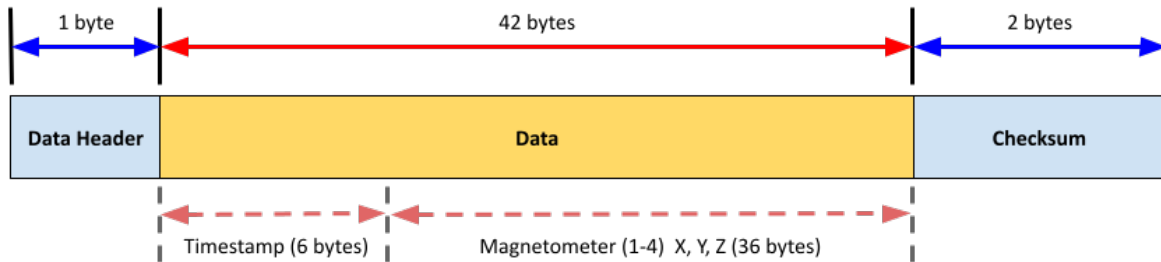 1 byte
42 bytes
2 bytes
Data Header
Data
Checksum
Timestamp (6 bytes)
Magnetometer (1-4) X, Y, Z (36 bytes)